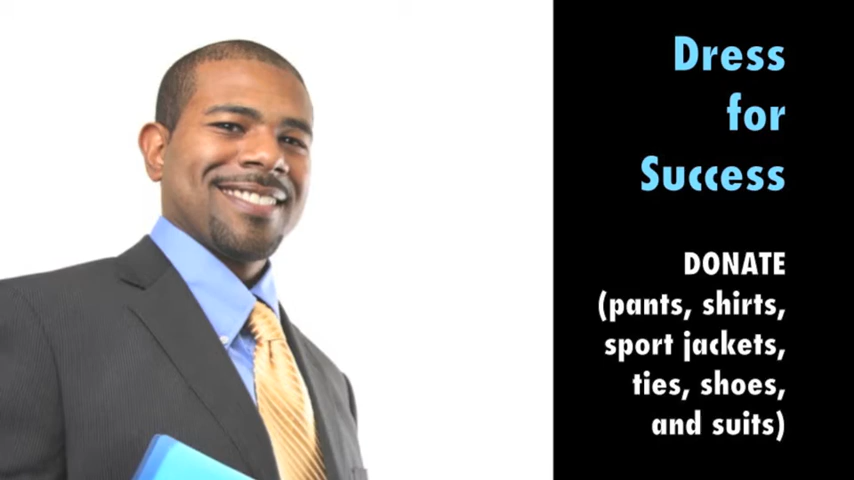 Dress
for
Success
DONATE
(pants, shirts,
sport jackets,
ties, shoes,
and suits)